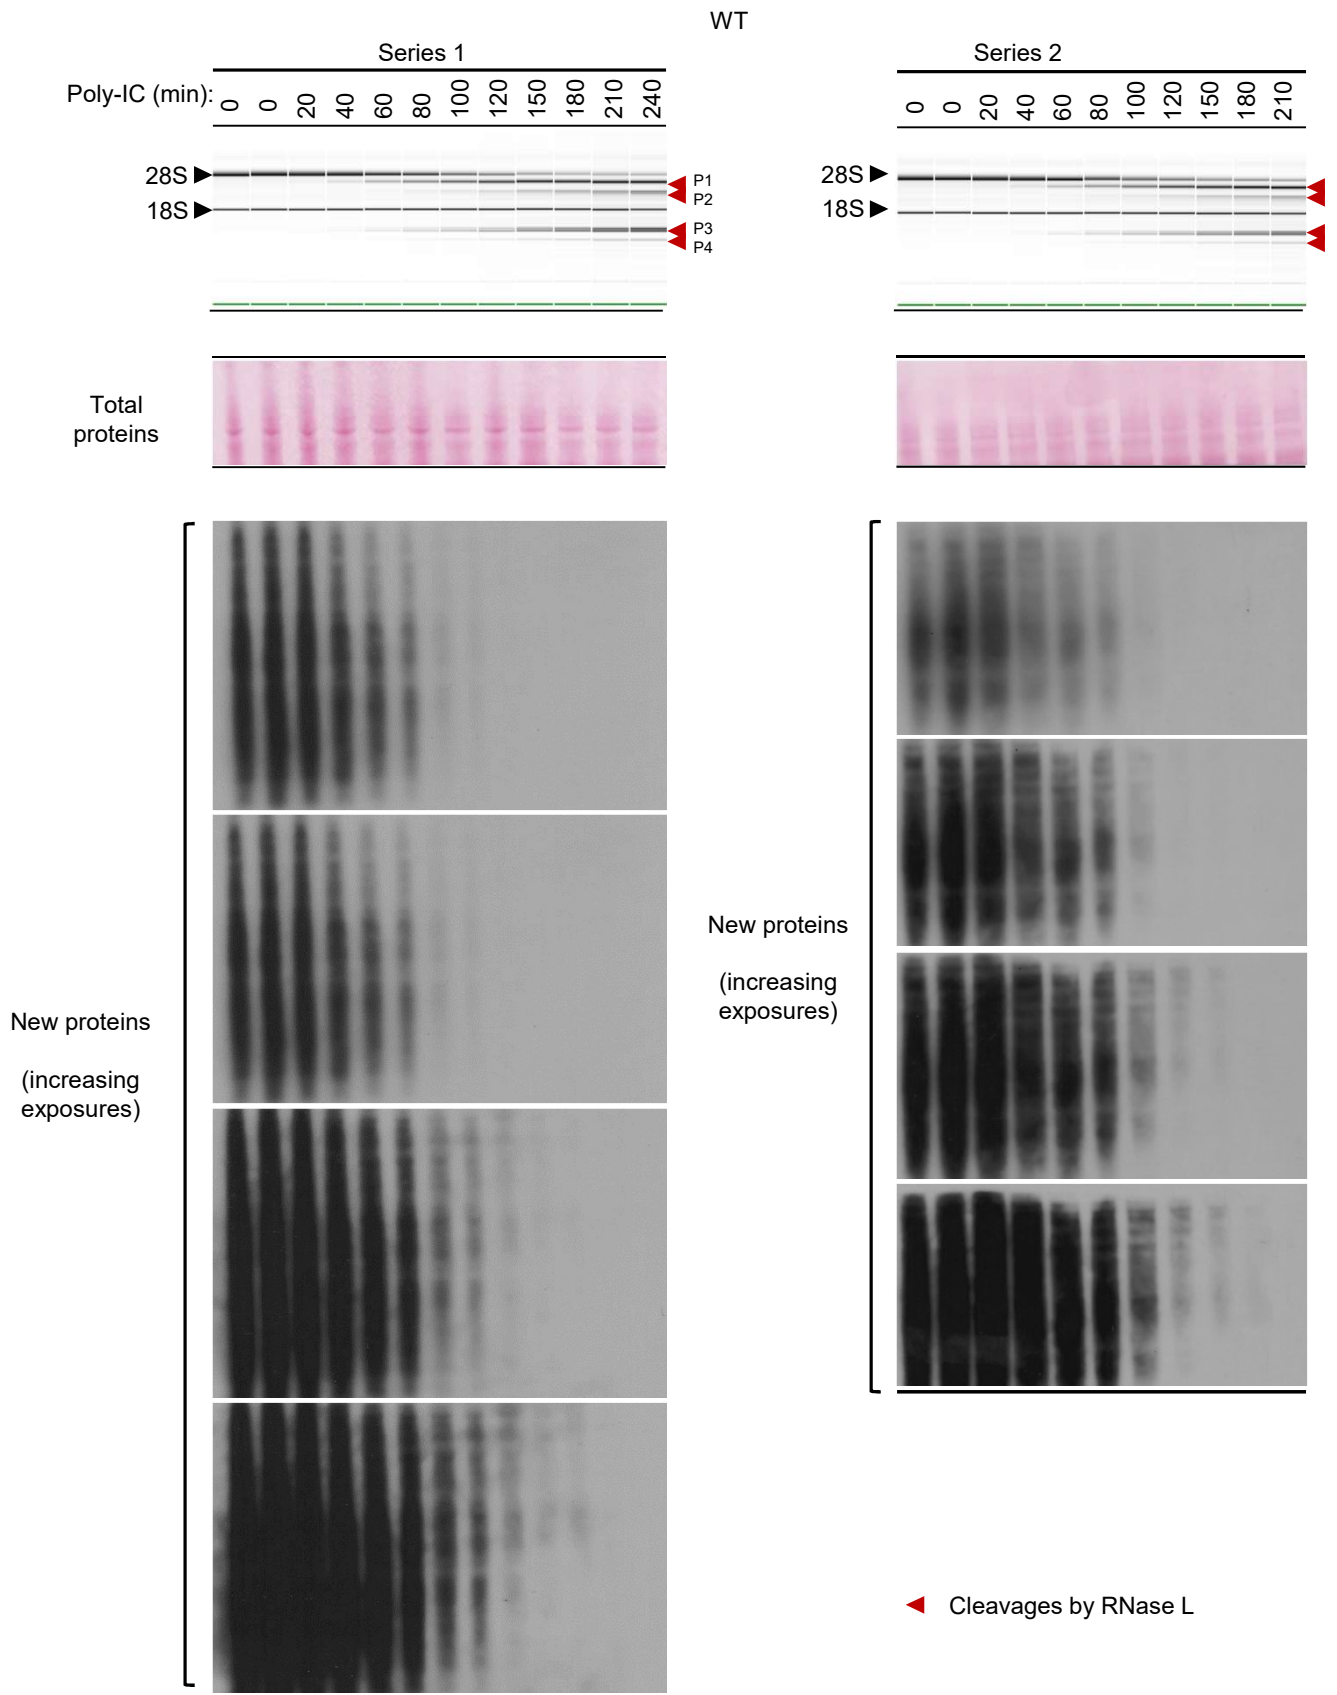 WT
Series 1
Series 2
Poly-IC (min):
0 0 20 40 60 80 100 120 150 180 210 240
0 0 20 40 60 80 100 120 150 180 210
28S
18S
P1
P2
P3
P4
28S
18S
Total
proteins
New proteins
(increasing
exposures)
New proteins
(increasing
exposures)
Cleavages by RNase L